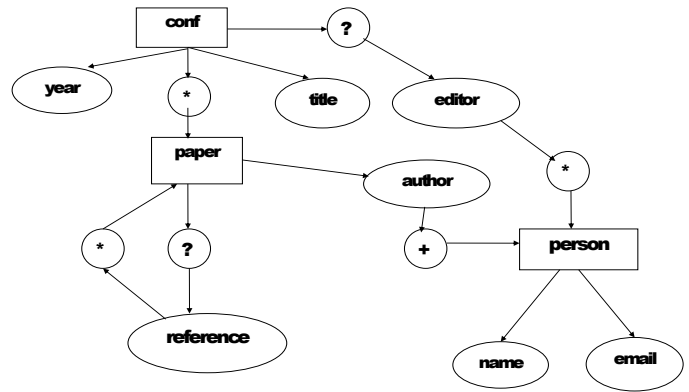 conf
?
year
*
title
editor
paper
*
author
*
?
+
person
reference
name
email